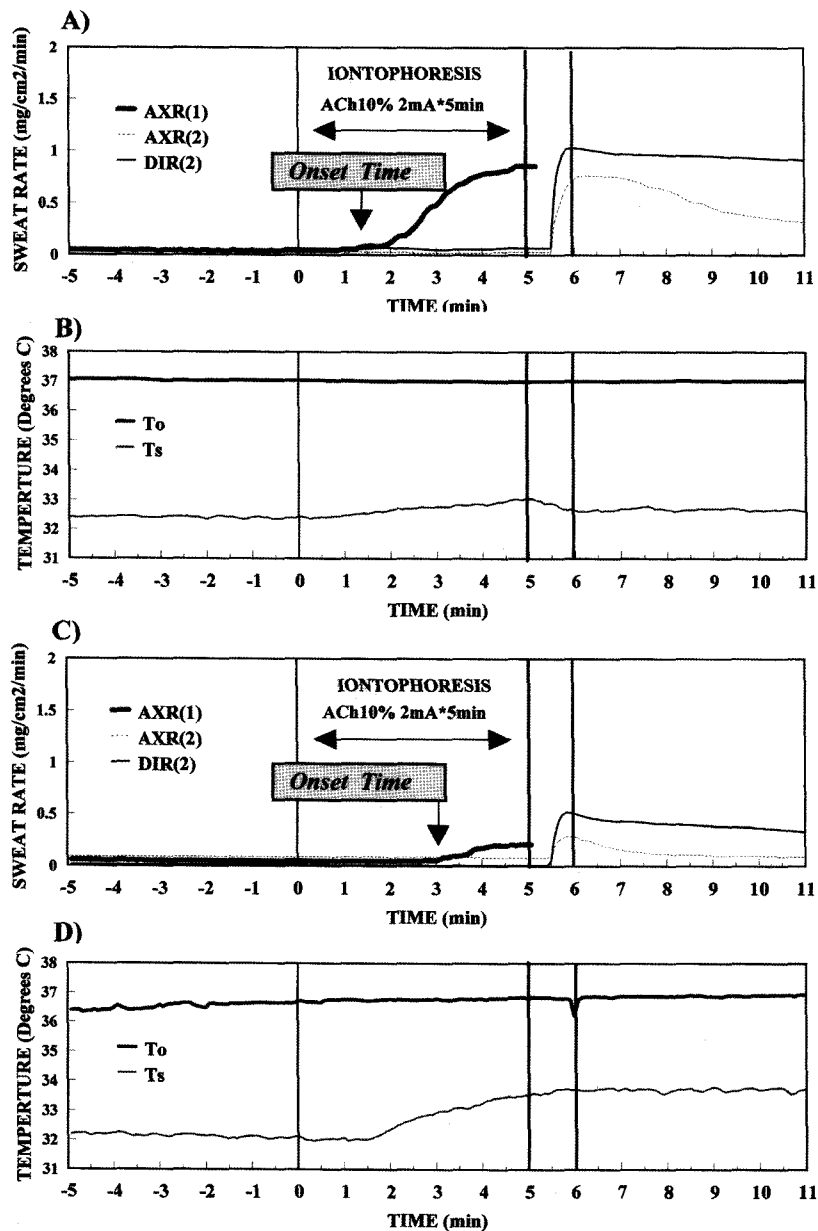 A)
SWEAT RATE (mg/cm2/min)
2
1.5
1
0.5
0
AXR(1)
AXR(2)
DIR(2)
IONTOPHORESIS
ACh10% 2mA*5min
Onset Time
-5 -4 -3 -2 -1 0 1 2 3 4 5 6 7 8 9 10 11
TIME (min)
B)
TEMPERTURE (Degrees C)
38
37
36
35
34
33
32
31
To
Ts
-5 -4 -3 -2 -1 0 1 2 3 4 5 6 7 8 9 10 11
TIME (min)
C)
SWEAT RATE (mg/cm2/min)
2
1.5
1
0.5
0
AXR(1)
AXR(2)
DIR(2)
IONTOPHORESIS
ACh10% 2mA*5min
Onset Time
-5 -4 -3 -2 -1 0 1 2 3 4 5 6 7 8 9 10 11
TIME (min)
D)
TEMPERTURE (Degrees C)
38
37
36
35
34
33
32
31
To
Ts
-5 -4 -3 -2 -1 0 1 2 3 4 5 6 7 8 9 10 11
TIME (min)